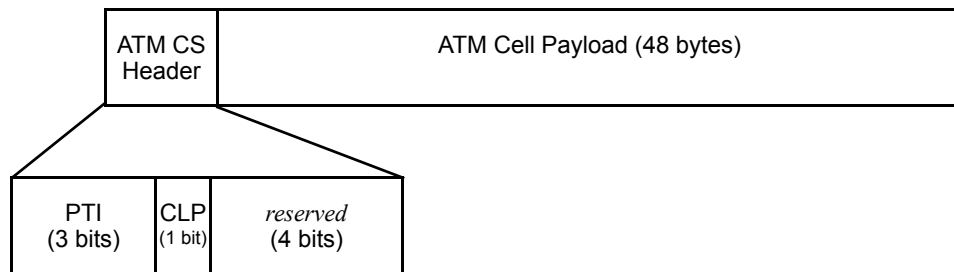 ATM CS
Header
ATM Cell Payload (48 bytes)
PTI
(3 bits)
CLP
(1 bit)
reserved
(4 bits)